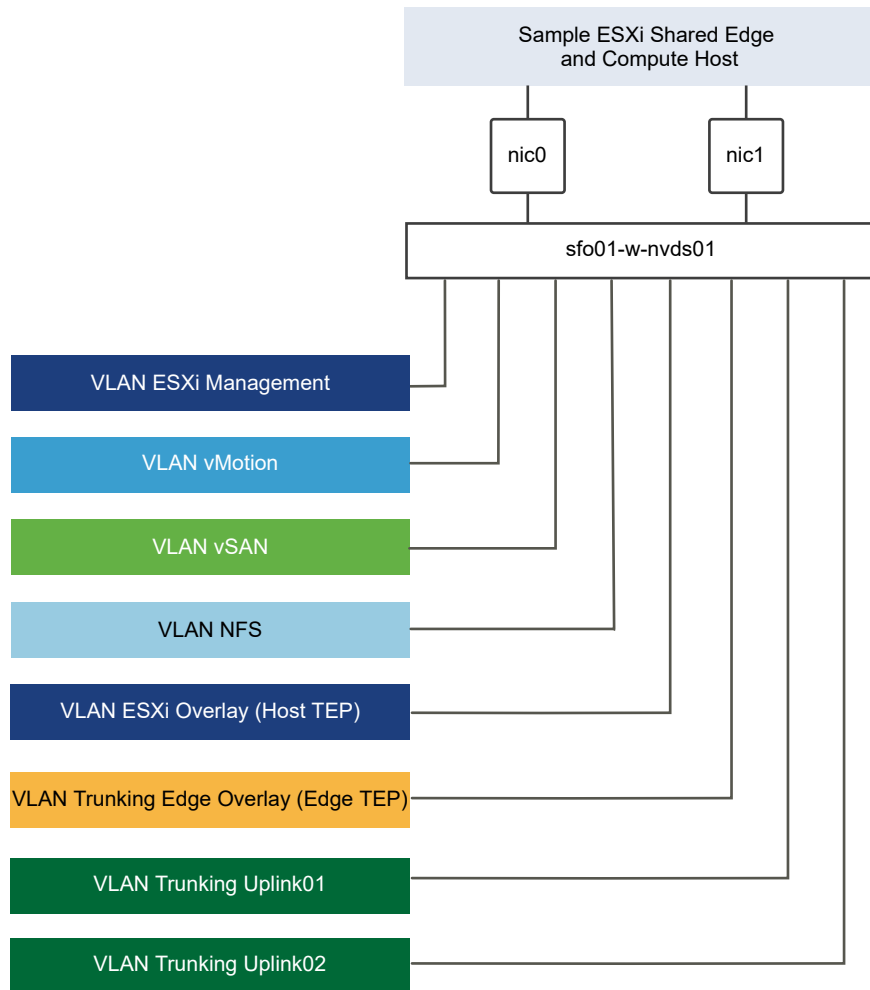 Sample ESXi Shared Edge
and Compute Host
nic0
nic1
sfo01-w-nvds01
VLAN ESXi Management
VLAN vMotion
VLAN vSAN
VLAN NFS
VLAN ESXi Overlay (Host TEP)
VLAN Trunking Edge Overlay (Edge TEP)
VLAN Trunking Uplink01
VLAN Trunking Uplink02